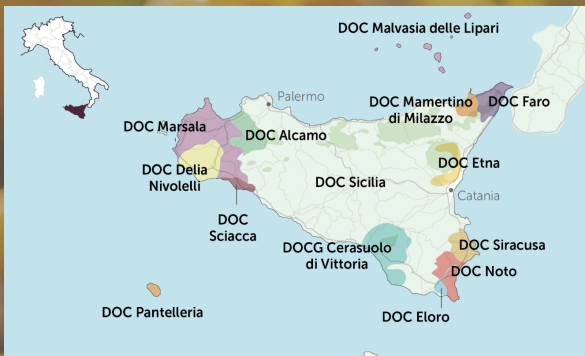 DOC Malvasia delle Lipari
Palermo
DOC Mamertino
di Milazzo
DOC Faro
DOC Marsala
DOC Alcamo
DOC Etna
DOC Delia
Nivolelli
DOC Sicilia
Catania
DOC
Sciacca
DOCG Cerasuolo
di Vittoria
DOC Siracusa
DOC Noto
DOC Pantelleria
DOC Eloro